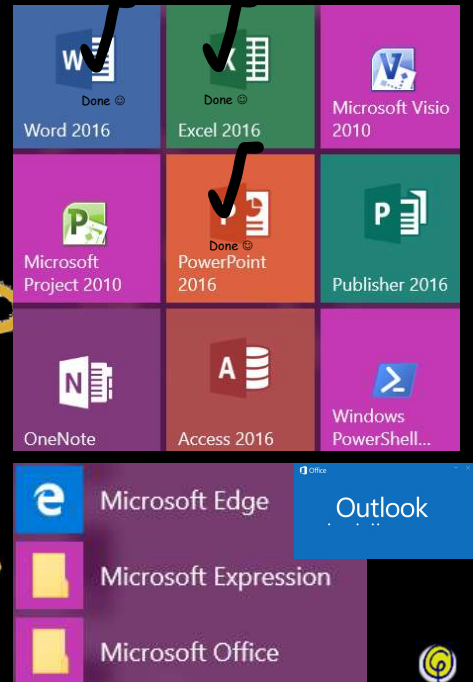 Done ☺
Word 2016
Done ☺
Excel 2016
Microsoft Visio
2010
Microsoft
Project 2010
Done ☺
PowerPoint
2016
Publisher 2016
OneNote
Access 2016
Windows
PowerShell...
Microsoft Edge
Office
Outlook
Microsoft Expression
Microsoft Office